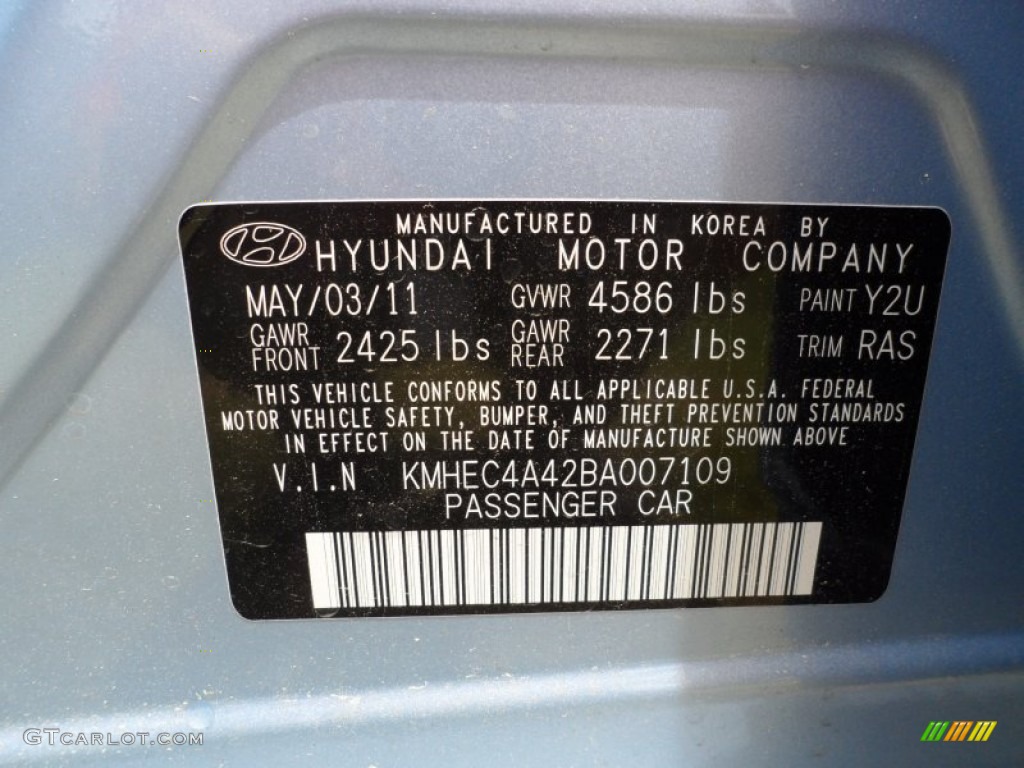 MANUFACTURED IN KOREA BY
HYUNDAI MOTOR COMPANY
MAY/03/11 GVWR 4586 lbs PAINT Y2U
GAWR FRONT 2425 lbs GAWR REAR 2271 lbs TRIM RAS
THIS VEHICLE CONFORMS TO ALL APPLICABLE U.S.A. FEDERAL
MOTOR VEHICLE SAFETY, BUMPER, AND THEFT PREVENTION STANDARDS
IN EFFECT ON THE DATE OF MANUFACTURE SHOWN ABOVE
V.I.N KMHEC4A42BA007109
PASSENGER CAR
© GTCARLOT.COM